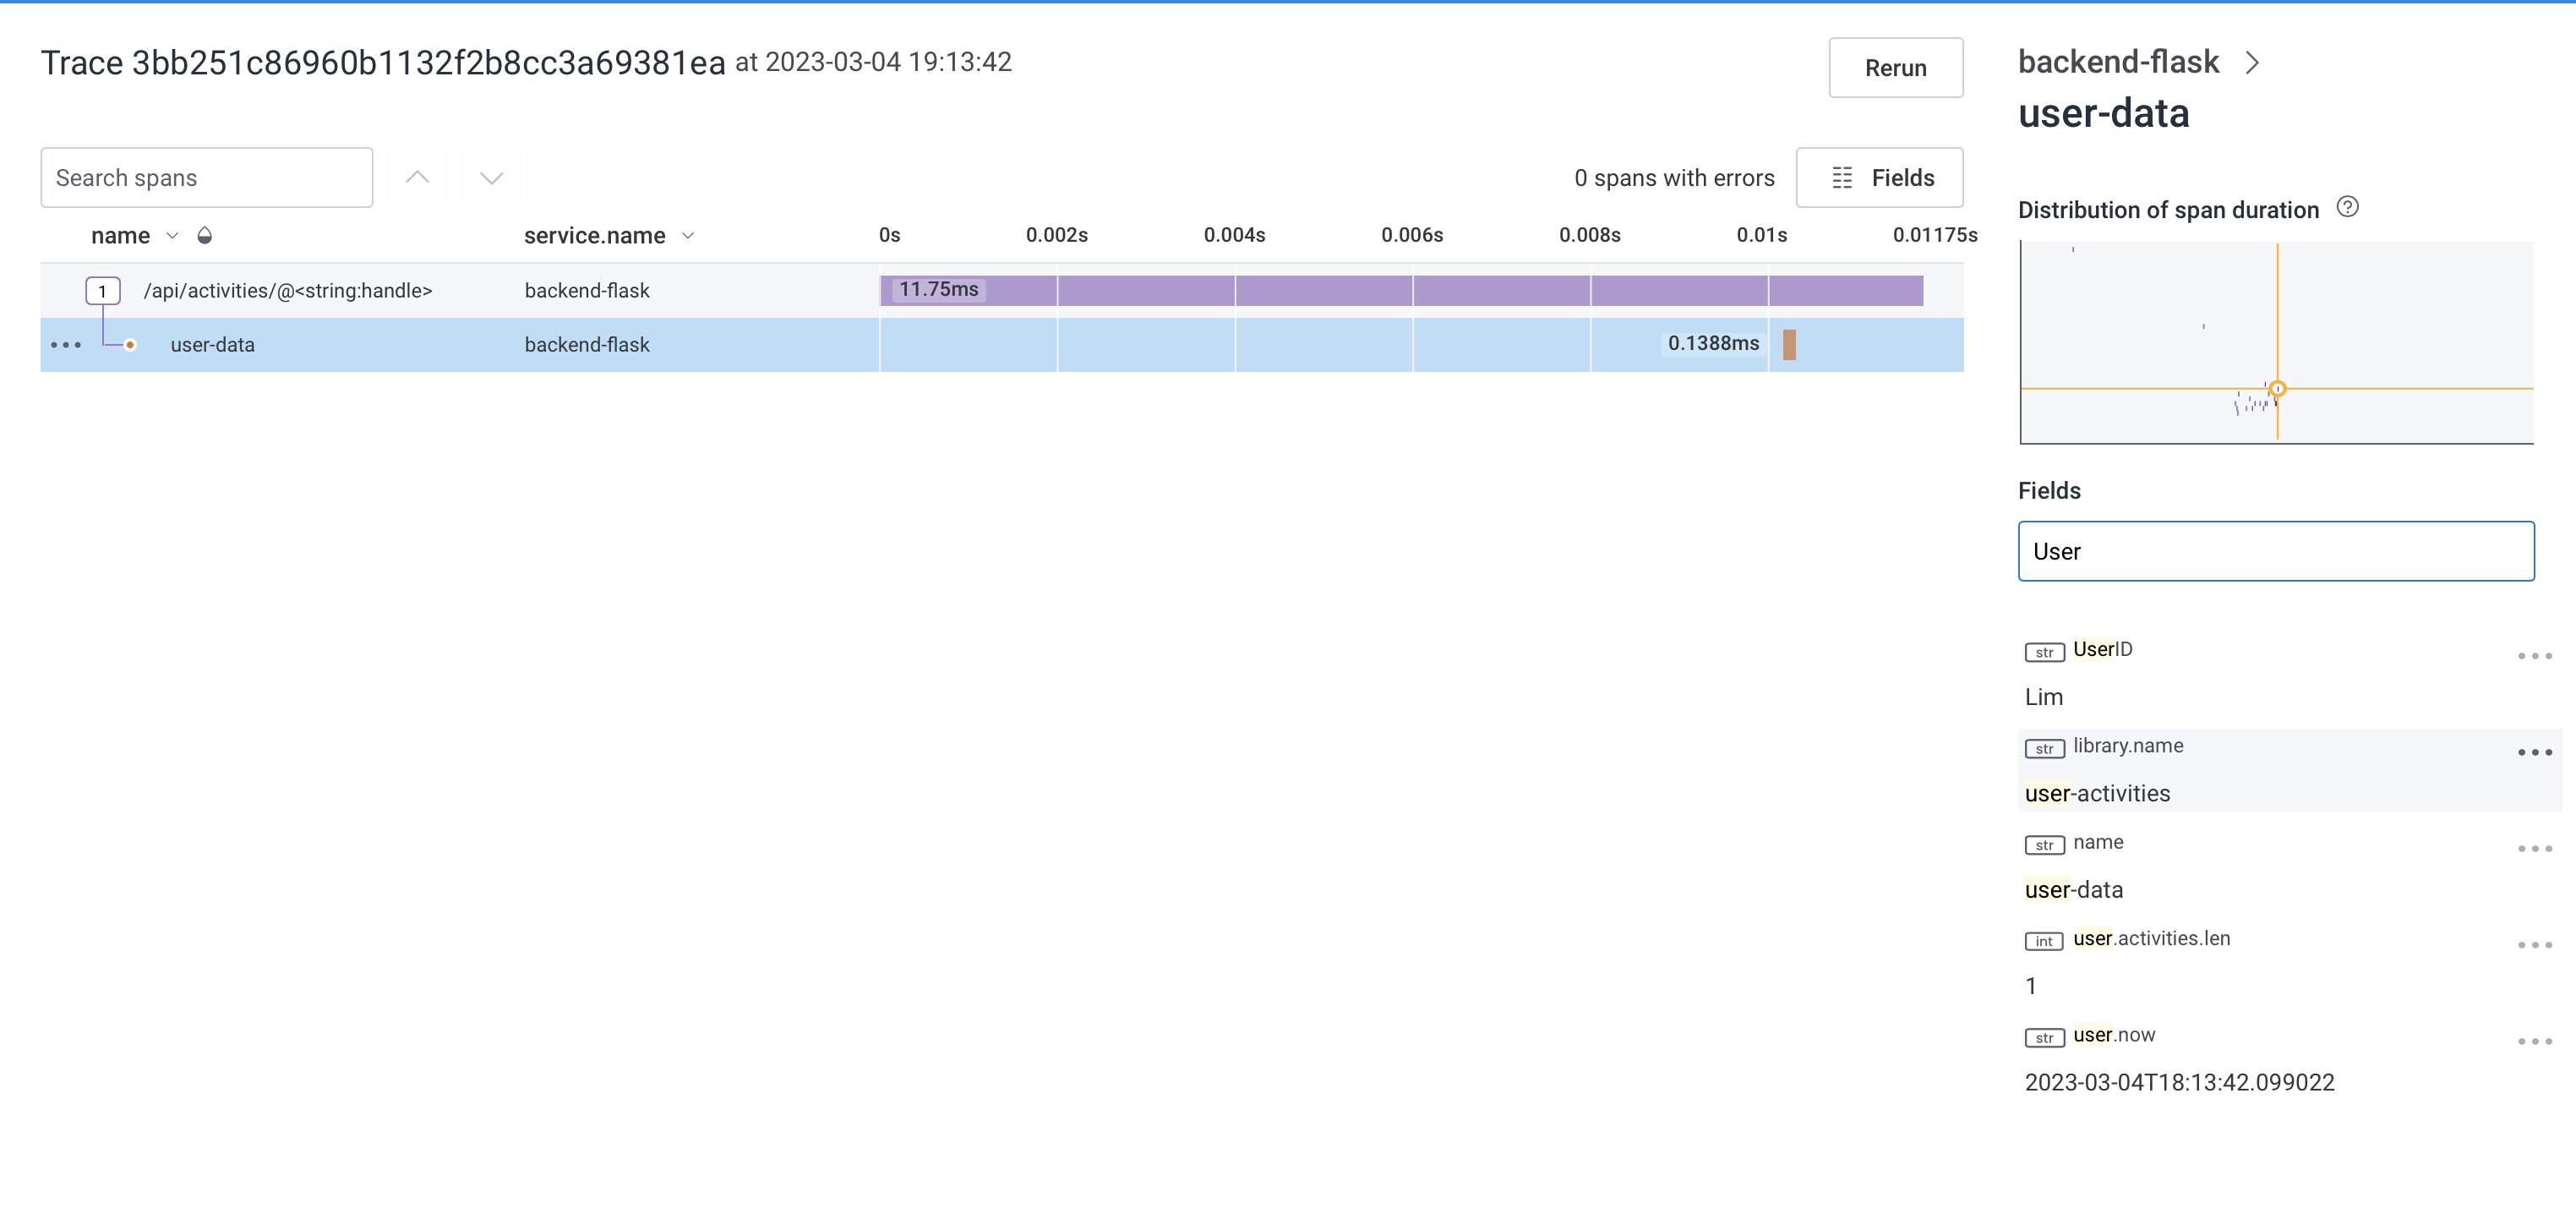 Trace 3bb251c86960b1132f2b8cc3a69381ea at 2023-03-04 19:13:42
Rerun
Search spans
0 spans with errors
Fields
name
service.name
0s
0.002s
0.004s
0.006s
0.008s
0.01s
0.01175s
1
/api/activities/@<string:handle>
backend-flask
11.75ms
user-data
backend-flask
0.1388ms
backend-flask
user-data
Distribution of span duration
Fields
User
str UserID
Lim
str library.name
user-activities
str name
user-data
int user.activities.len
1
str user.now
2023-03-04T18:13:42.099022